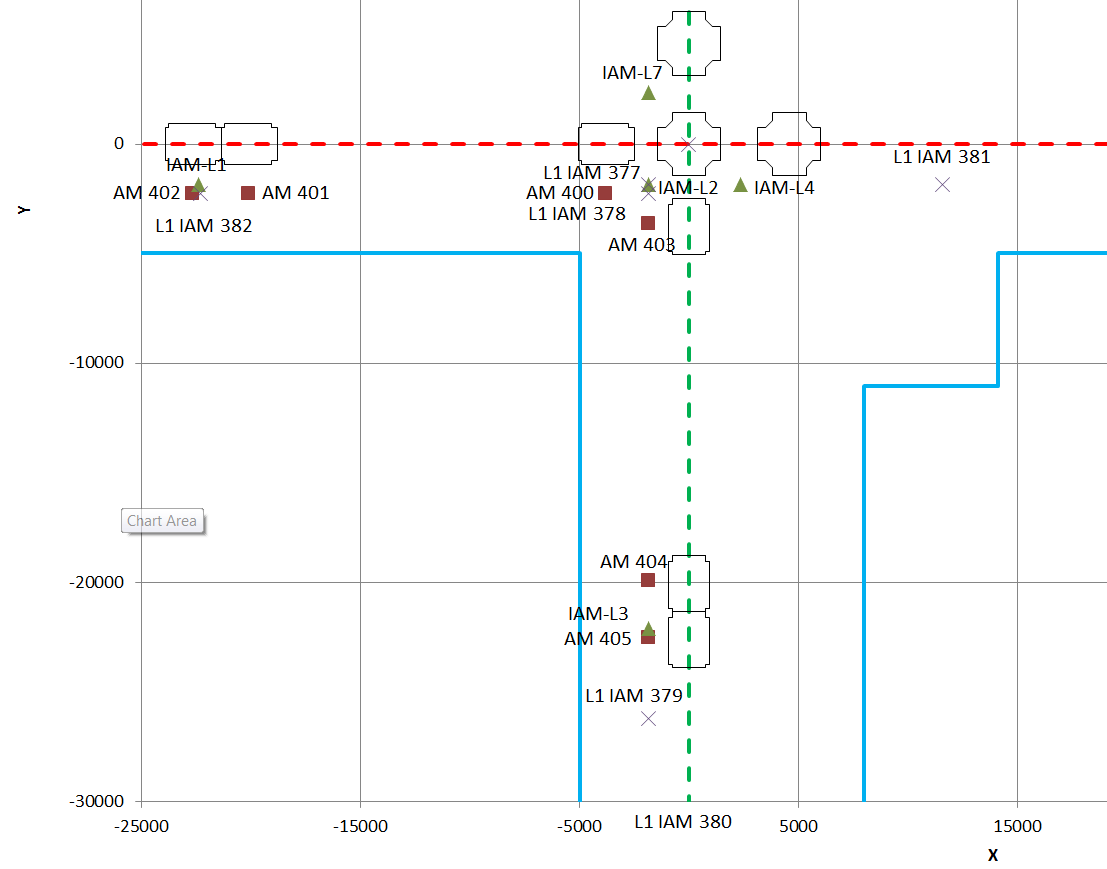 IAM-L7
0
L1 IAM 381
IAM-L1
L1 IAM 377
AM 402
AM 401
AM 400
IAM-L2
IAM-L4
Y
L1 IAM 378
L1 IAM 382
AM 403
-10000
Chart Area
AM 404
-20000
IAM-L3
AM 405
L1 IAM 379
-30000
L1 IAM 380
-25000
-15000
-5000
5000
15000
X